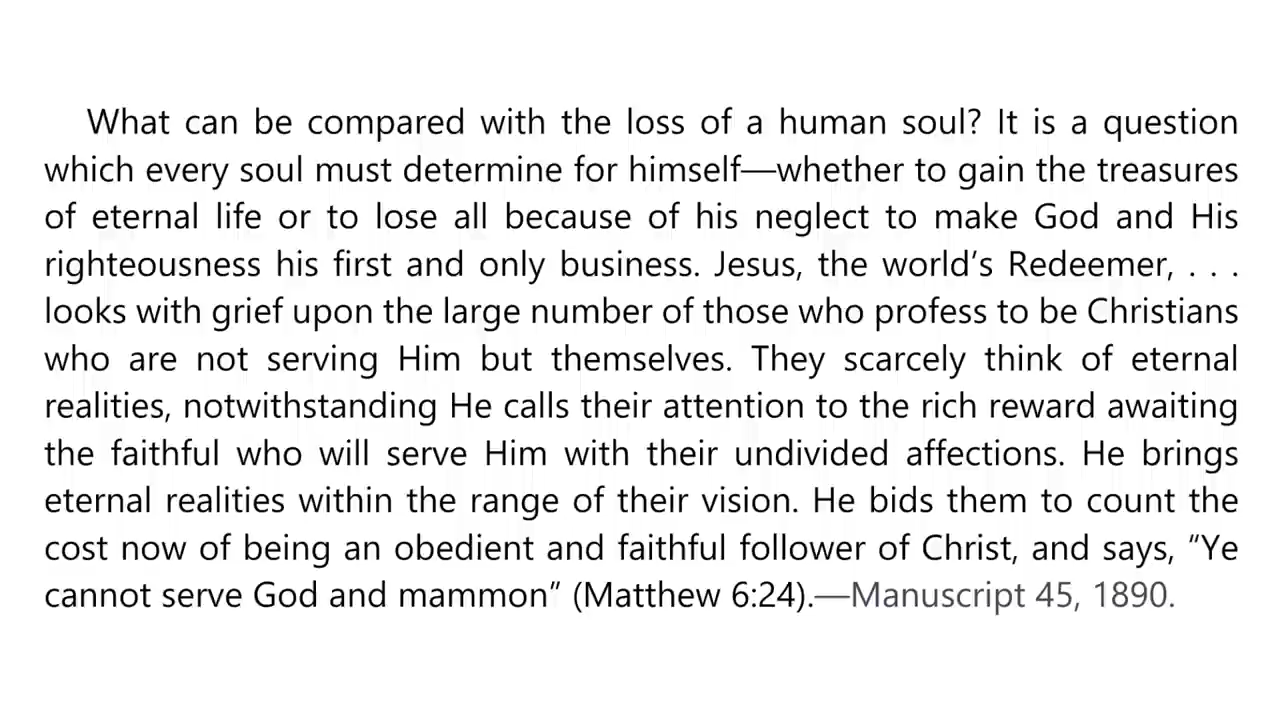 What can be compared with the loss of a human soul? It is a question
which every soul must determine for himself—whether to gain the treasures
of eternal life or to lose all because of his neglect to make God and His
righteousness his first and only business. Jesus, the world’s Redeemer, . . .
looks with grief upon the large number of those who profess to be Christians
who are not serving Him but themselves. They scarcely think of eternal
realities, notwithstanding He calls their attention to the rich reward awaiting
the faithful who will serve Him with their undivided affections. He brings
eternal realities within the range of their vision. He bids them to count the
cost now of being an obedient and faithful follower of Christ, and says, “Ye
cannot serve God and mammon” (Matthew 6:24).—Manuscript 45, 1890.